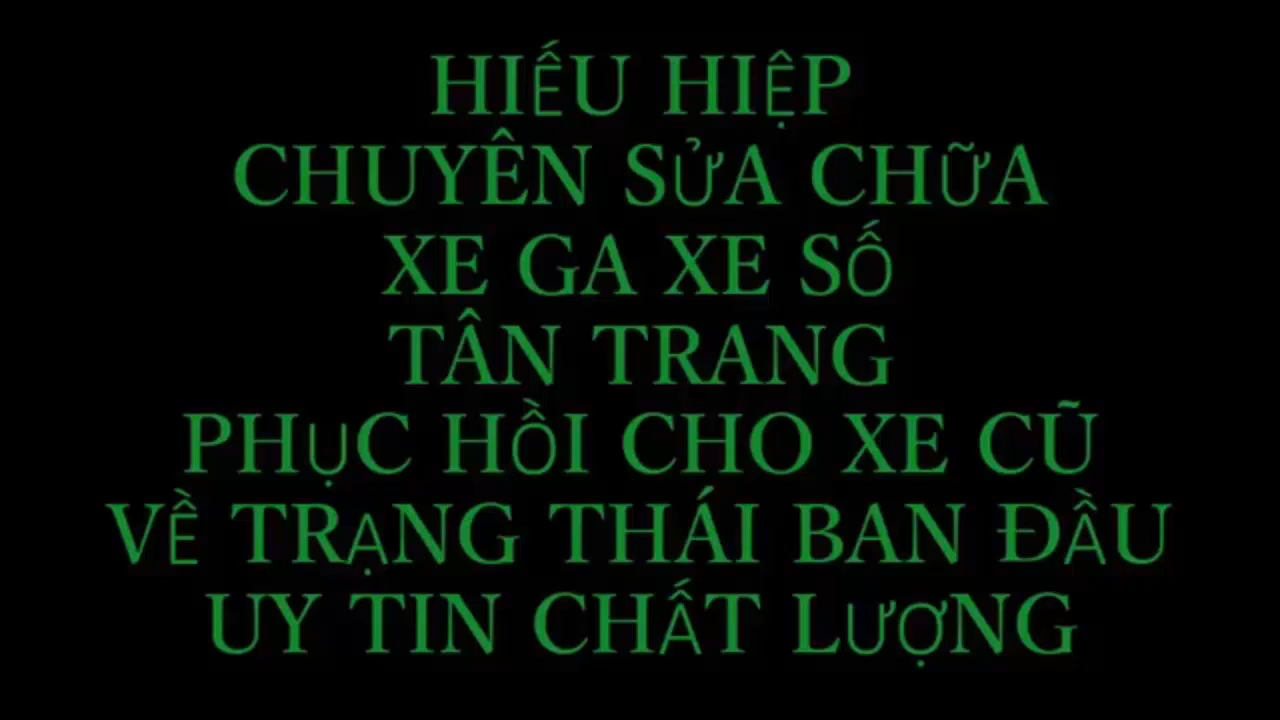 HIẾU HIỆP
CHUYÊN SỬA CHỮA
XE GA XE SỐ
TÂN TRANG
PHỤC HỒI CHO XE CŨ
VỀ TRẠNG THÁI BAN ĐẦU
UY TIN CHẤT LƯỢNG